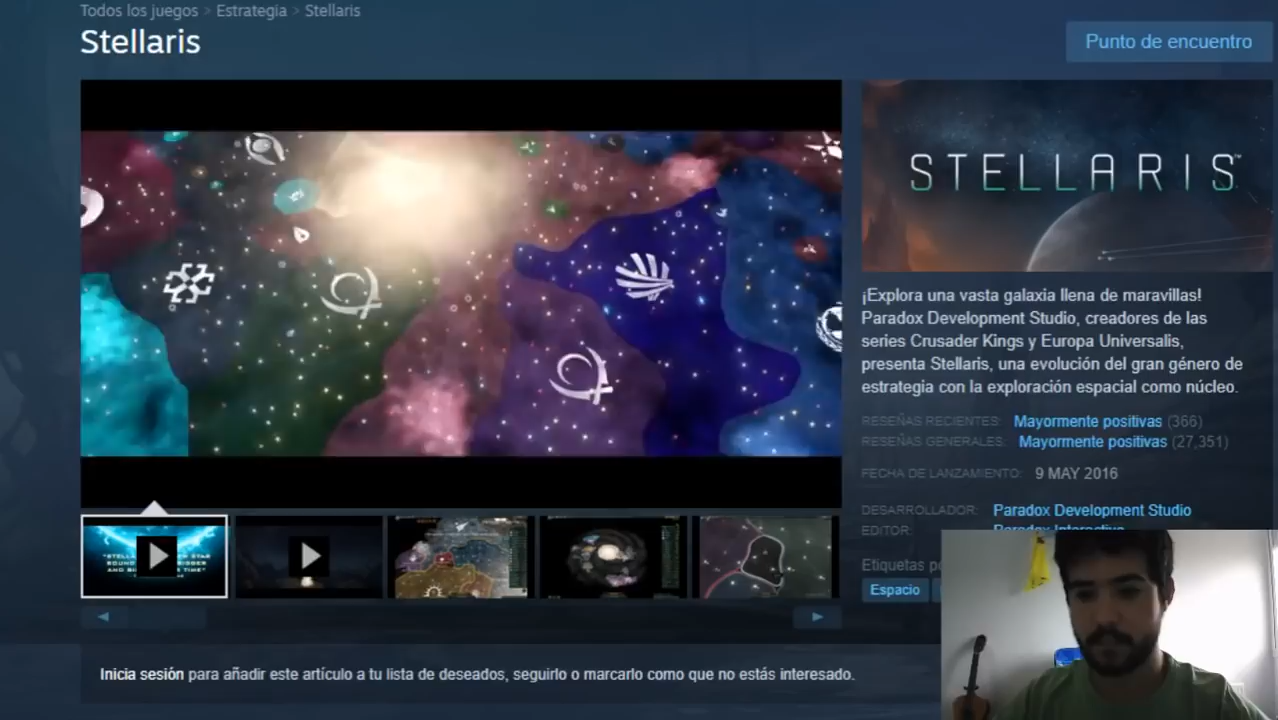 Todos los juegos > Estrategia > Stellaris
Stellaris
Punto de encuentro
STELLARIS
¡Explora una vasta galaxia llena de maravillas!
Paradox Development Studio, creadores de las
series Crusader Kings y Europa Universalis,
presenta Stellaris, una evolución del gran género de
estrategia con la exploración espacial como núcleo.
RESEÑAS RECIENTES: Mayormente positivas (366)
RESEÑAS GENERALES: Mayormente positivas (27,351)
FECHA DE LANZAMIENTO: 9 MAY 2016
DESARROLLADOR: Paradox Development Studio
EDITOR: Paradox Interactive
Etiquetas
Espacio
Inicia sesión para añadir este artículo a tu lista de deseados, seguirlo o marcarlo como que no estás interesado.